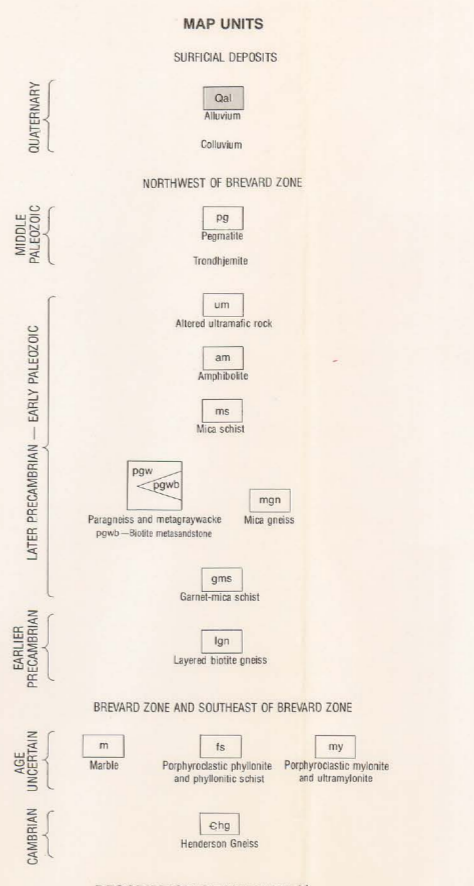 MAP UNITS
SURFICIAL DEPOSITS
QUATERNARY
Qal
Alluvium
Colluvium
NORTHWEST OF BREVARD ZONE
MIDDLE
PALEOZOIC
pg
Pegmatite
Trondhjemite
LATER PRECAMBRIAN — EARLY PALEOZOIC
um
Altered ultramafic rock
am
Amphibolite
ms
Mica schist
pgw
pgwb
Paragneiss and metagraywacke
pgwb—Biotite metasandstone
mgn
Mica gneiss
gms
Garnet-mica schist
EARLIER
PRECAMBRIAN
lgn
Layered biotite gneiss
BREVARD ZONE AND SOUTHEAST OF BREVARD ZONE
AGE
UNCERTAIN
m
Marble
fs
Porphyroclastic phyllonite
and phyllonitic schist
my
Porphyroclastic mylonite
and ultramylonite
CAMBRIAN
Єhg
Henderson Gneiss